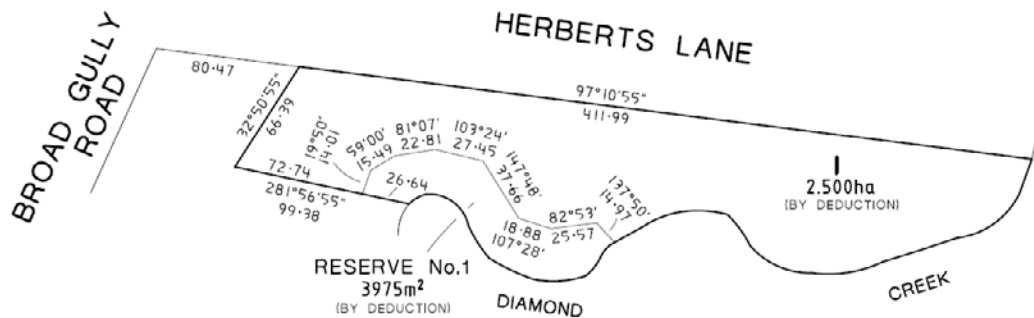 HERBERTS LANE
BROAD GULLY
ROAD
80·47
97°10'55"
411·99
32°50'55"
66·39
19°50'
14·01
59°00'
15·49
81°07'
22·81
103°24'
27·45
147°48'
37·66
72·74
281°56'55"
99·38
26·64
18·88
107°28'
82°53'
25·57
137°50'
14·97
1
2.500ha
(BY DEDUCTION)
RESERVE No.1
3975m²
(BY DEDUCTION)
DIAMOND
CREEK